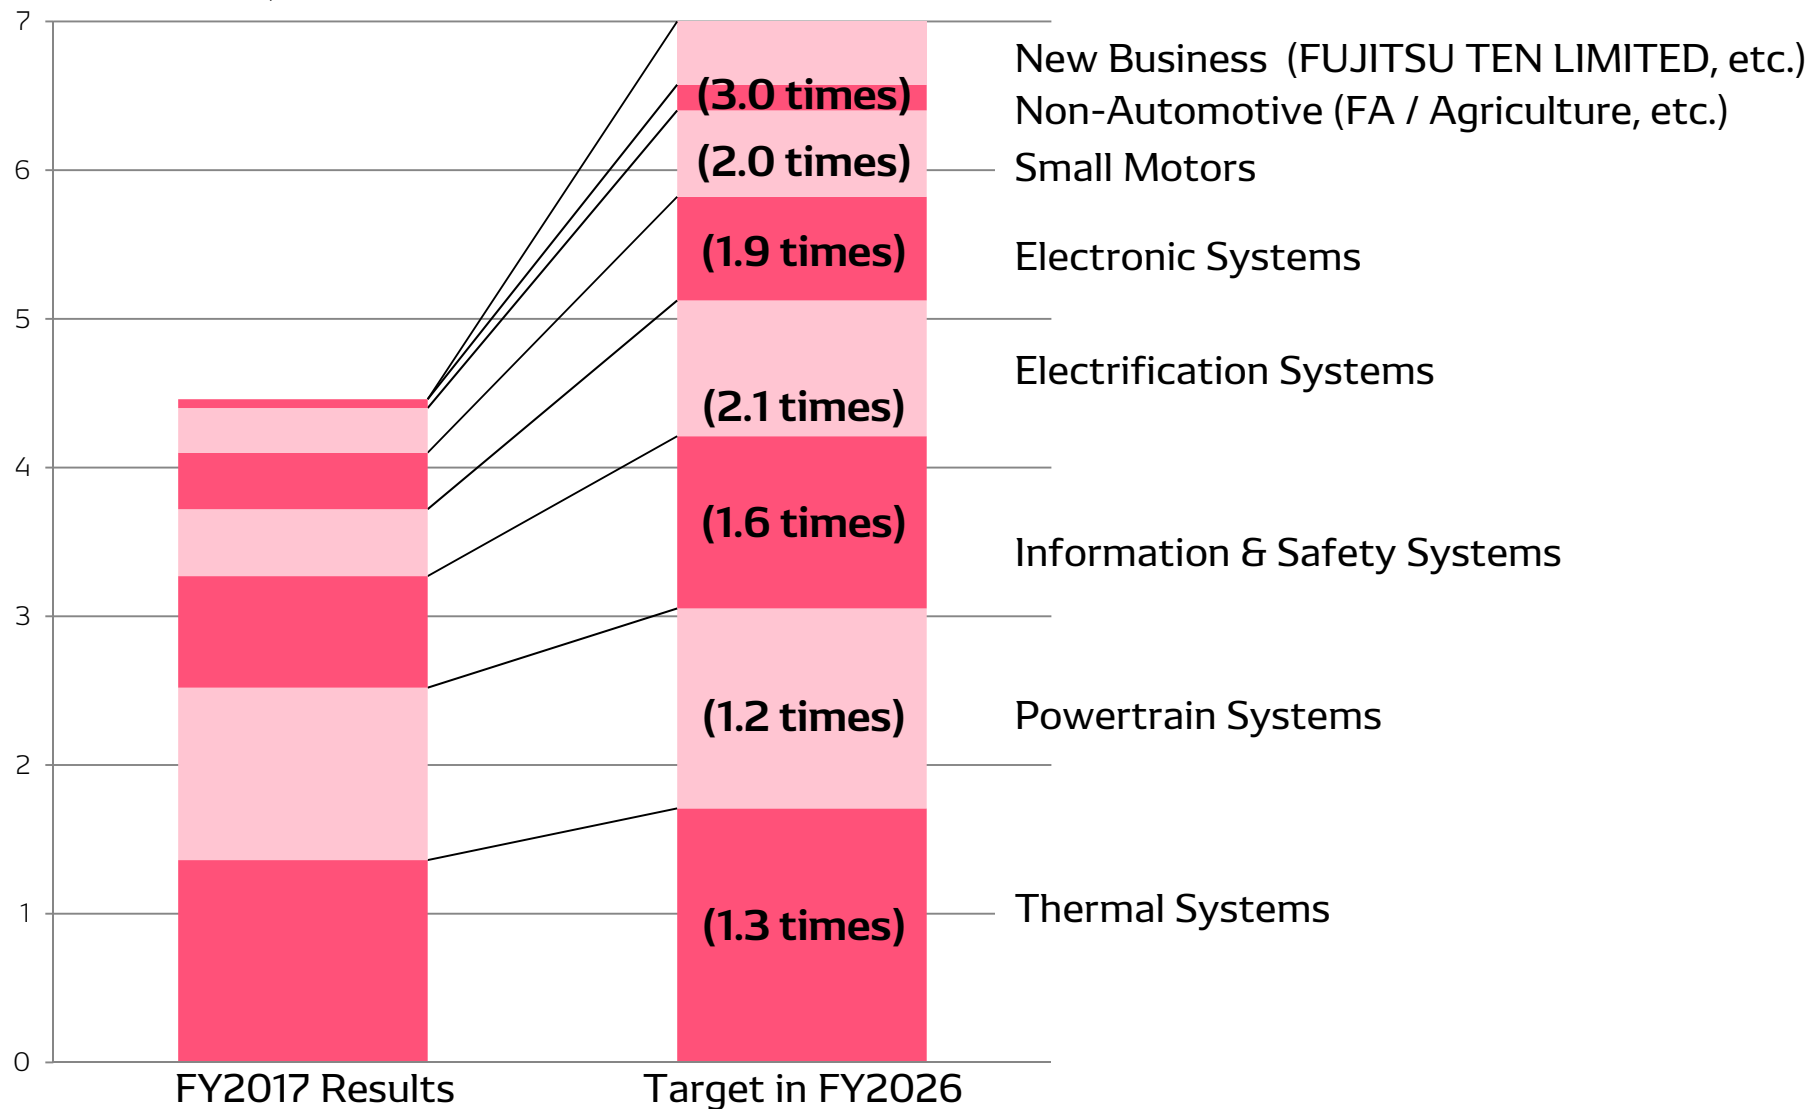 7
New Business (FUJITSU TEN LIMITED, etc.)
(3.0 times)
Non-Automotive (FA / Agriculture, etc.)
6
(2.0 times)
Small Motors
(1.9 times)
Electronic Systems
5
Electrification Systems
(2.1 times)
4
(1.6 times)
Information & Safety Systems
3
(1.2 times)
Powertrain Systems
2
1
(1.3 times)
Thermal Systems
0
FY2017 Results
Target in FY2026